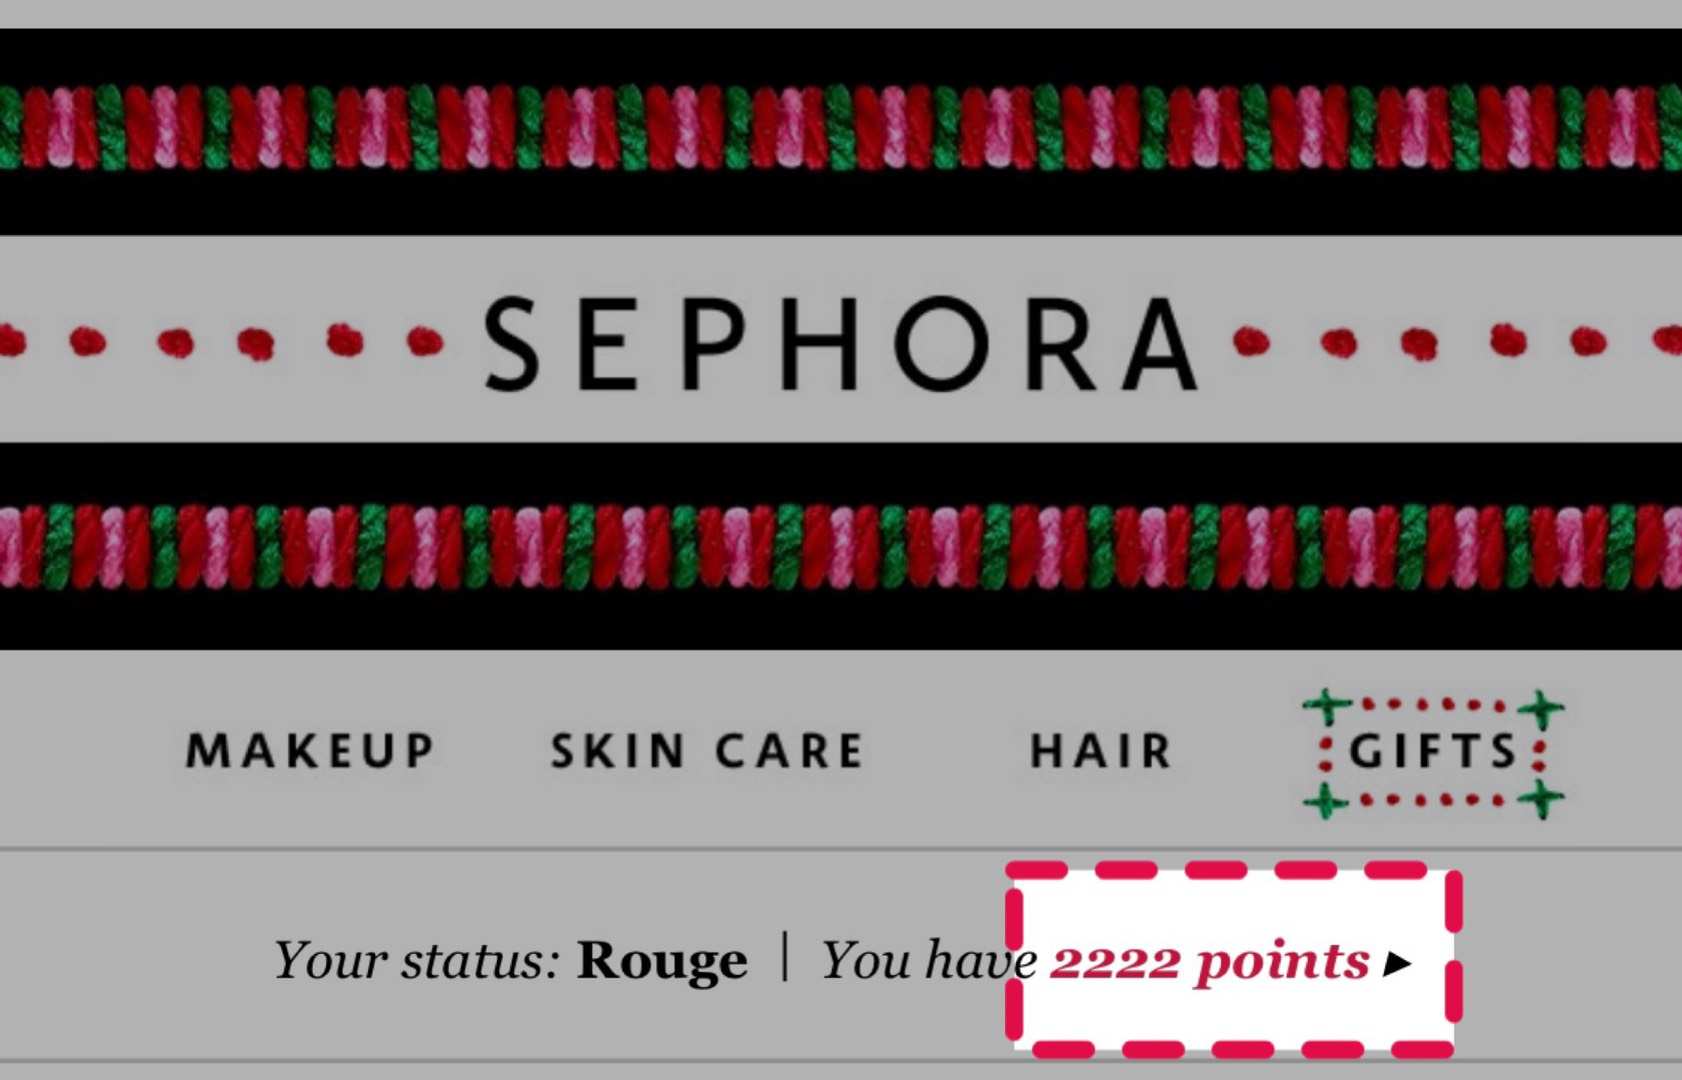 SEPHORA
MAKEUP SKIN CARE HAIR GIFTS
Your status: Rouge | You have 2222 points ▸